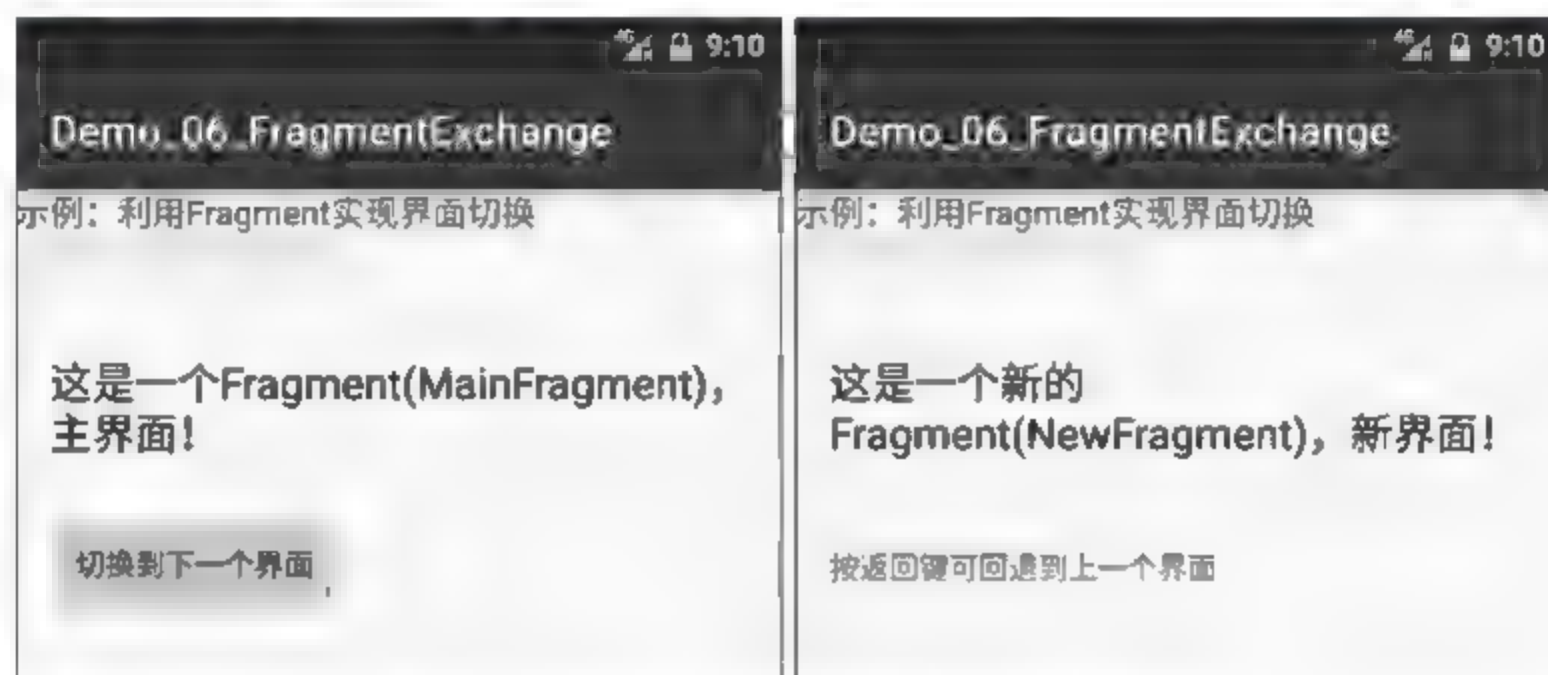 4G 9:10
Demo_06_FragmentExchange
示例：利用Fragment实现界面切换
这是一个Fragment(MainFragment)，
主界面！
切换到下一个界面
4G 9:10
Demo_06_FragmentExchange
示例：利用Fragment实现界面切换
这是一个新的
Fragment(NewFragment)，新界面！
按返回键可回退到上一个界面